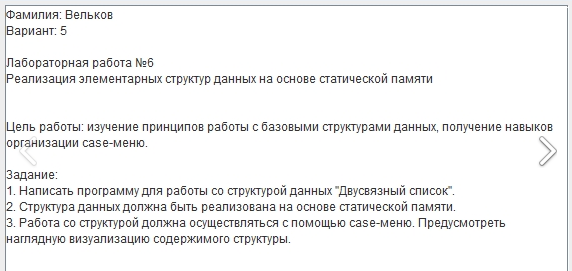 Фамилия: Вельков
Вариант: 5
Лабораторная работа №6
Реализация элементарных структур данных на основе статической памяти
Цель работы: изучение принципов работы с базовыми структурами данных, получение навыков
организации case-меню.
Задание:
1. Написать программу для работы со структурой данных "Двусвязный список".
2. Структура данных должна быть реализована на основе статической памяти.
3. Работа со структурой должна осуществляться с помощью case-меню. Предусмотреть
наглядную визуализацию содержимого структуры.